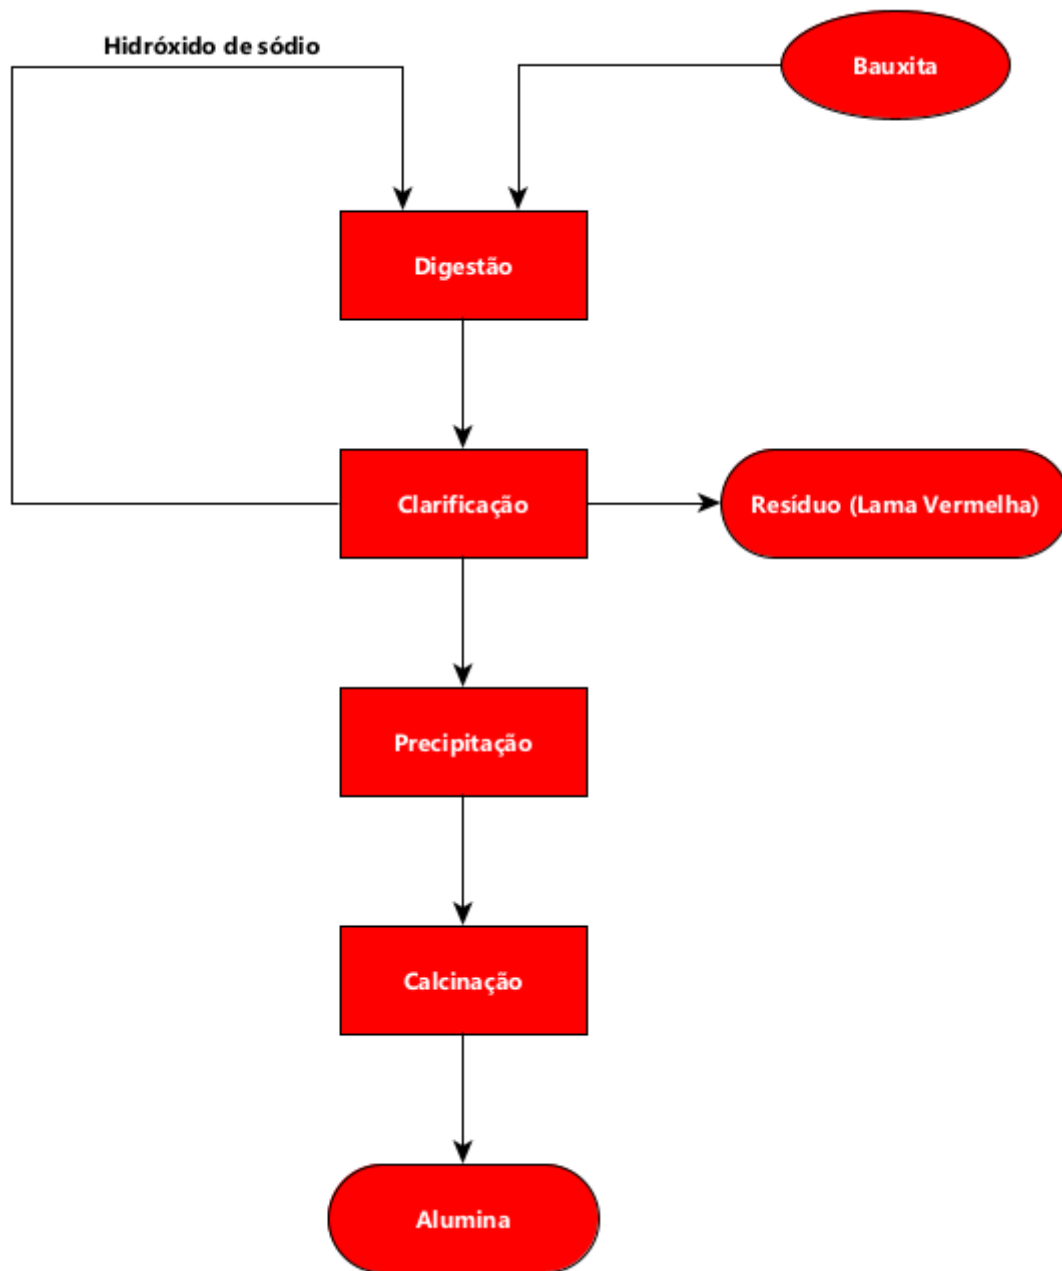 Hidróxido de sódio
Bauxita
Digestão
Clarificação
Resíduo (Lama Vermelha)
Precipitação
Calcinação
Alumina